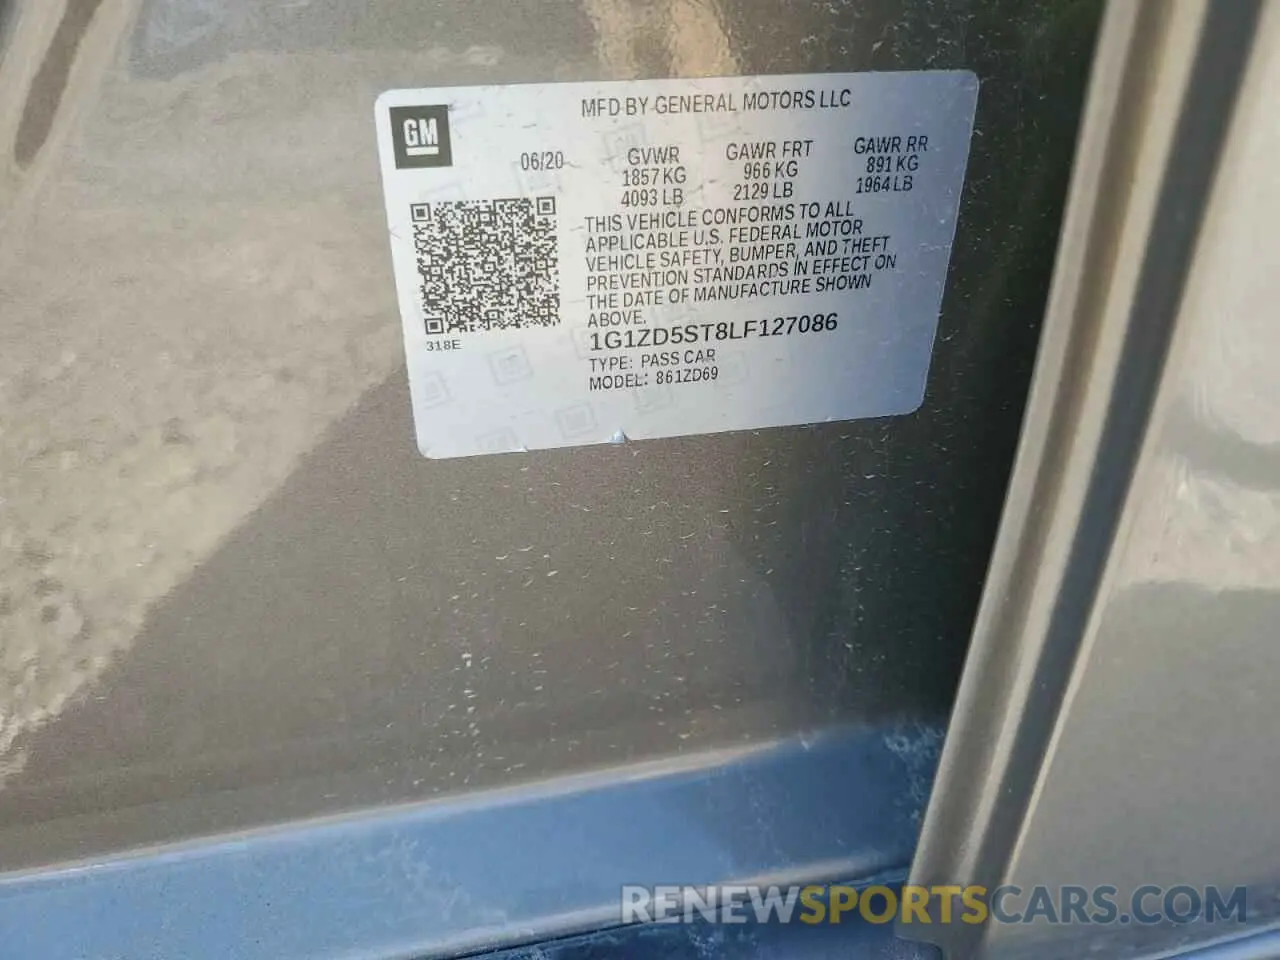 MFD BY GENERAL MOTORS LLC
GM
06/20 GVWR GAWR FRT GAWR RR
1857 KG 966 KG 891 KG
4093 LB 2129 LB 1964 LB
THIS VEHICLE CONFORMS TO ALL
APPLICABLE U.S. FEDERAL MOTOR
VEHICLE SAFETY, BUMPER, AND THEFT
PREVENTION STANDARDS IN EFFECT ON
THE DATE OF MANUFACTURE SHOWN
ABOVE.
318E
1G1ZD5ST8LF127086
TYPE: PASS CAR
MODEL: 861ZD69
RENEWSPORTSCARS.COM